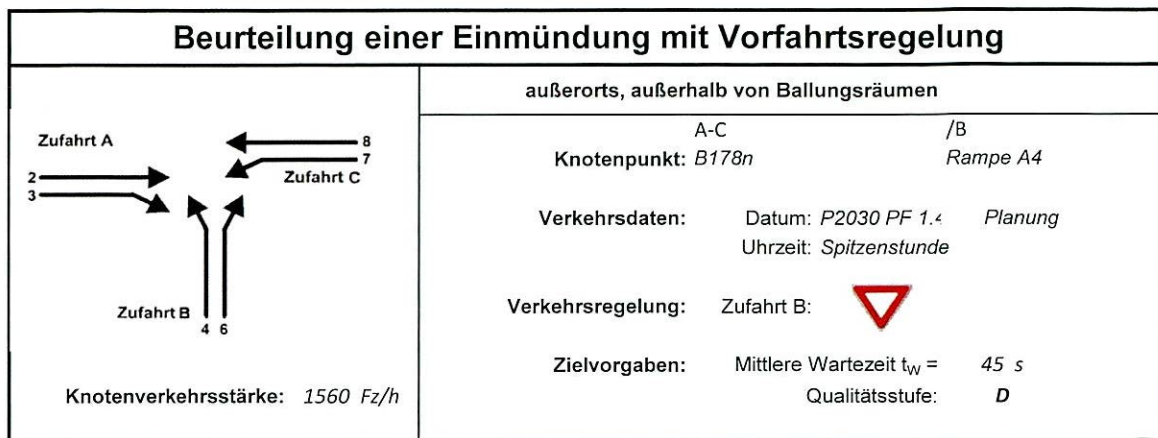 Beurteilung einer Einmündung mit Vorfahrtsregelung
außerorts, außerhalb von Ballungsräumen
Zufahrt A
8
7
Zufahrt C
2
3
Zufahrt B
4 6
Knotenverkehrsstärke: 1560 Fz/h
A-C /B
Knotenpunkt: B178n Rampe A4
Verkehrsdaten: Datum: P2030 PF 1.4 Planung
Uhrzeit: Spitzenstunde
Verkehrsregelung: Zufahrt B:
Zielvorgaben: Mittlere Wartezeit tW = 45 s
Qualitätsstufe: D